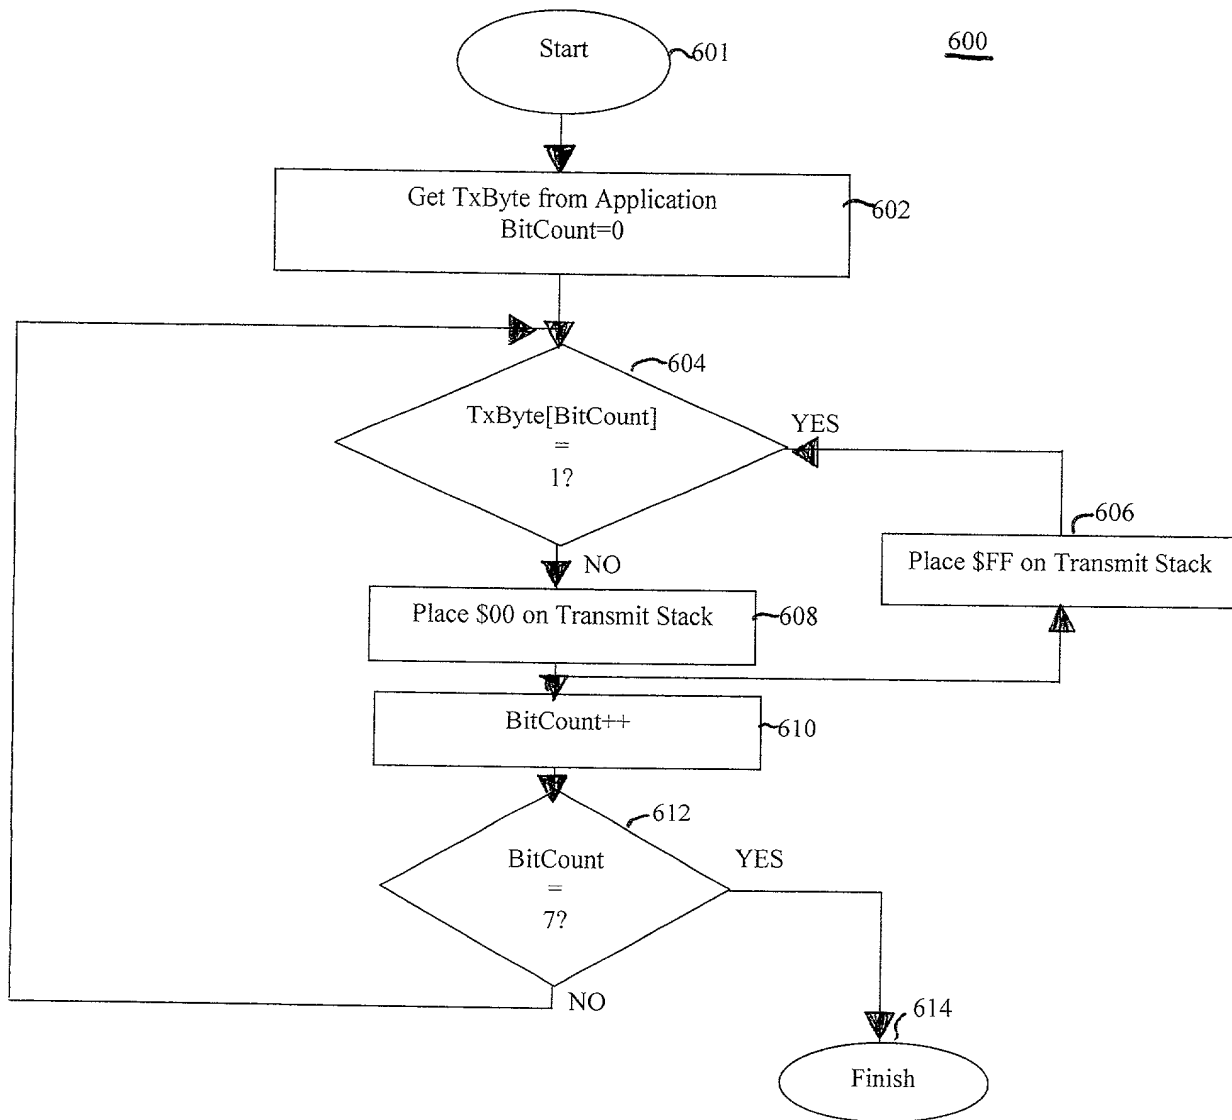 Start
601
600
Get TxByte from Application
BitCount=0
602
604
TxByte[BitCount]
=
1?
YES
606
Place $FF on Transmit Stack
NO
Place $00 on Transmit Stack
608
BitCount++
610
612
BitCount
=
7?
YES
NO
614
Finish